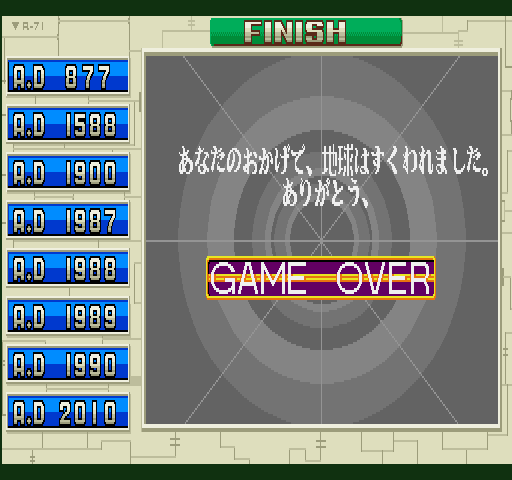 ▼R-71
FINISH
A.D 877
A.D 1588
A.D 1900
A.D 1987
A.D 1988
A.D 1989
A.D 1990
A.D 2010
あなたのおかげで、地球はすくわれました。
ありがとう、
GAME OVER